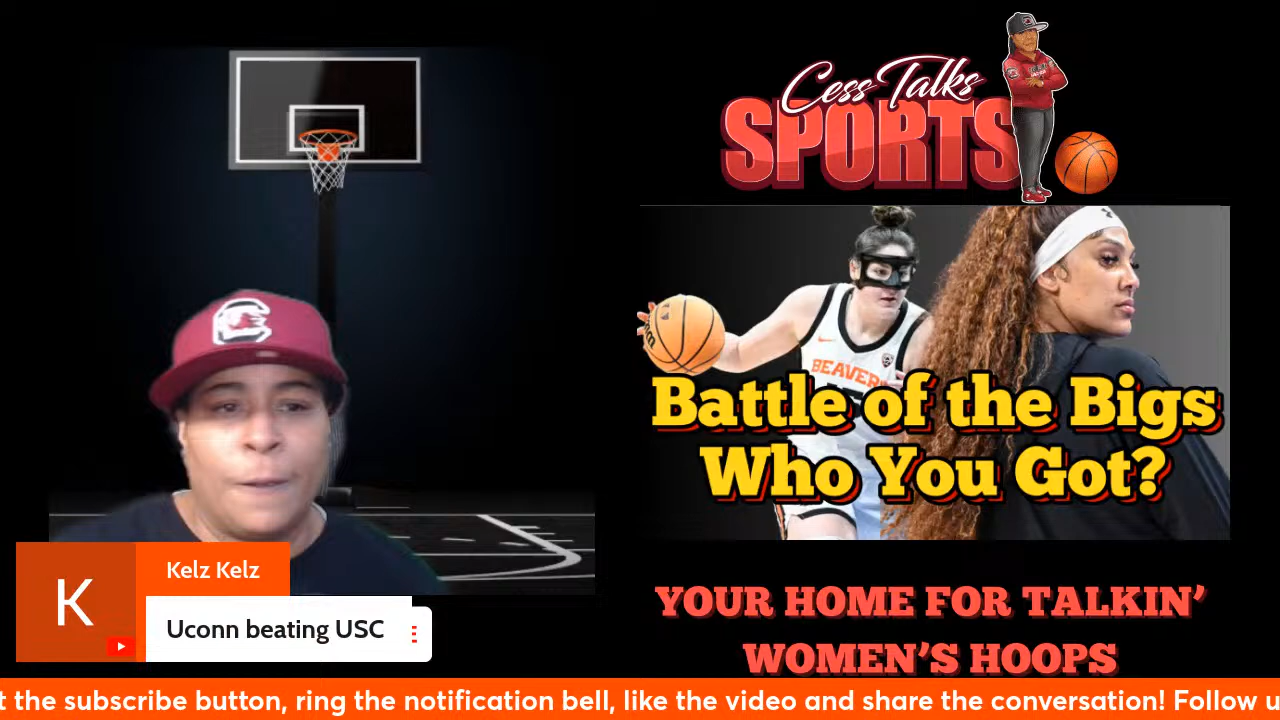 Cess Talks
SPORTS
BEAVERS
Battle of the Bigs
Who You Got?
Kelz Kelz
K
Uconn beating USC
YOUR HOME FOR TALKIN’
WOMEN’S HOOPS
t the subscribe button, ring the notification bell, like the video and share the conversation! Follow u